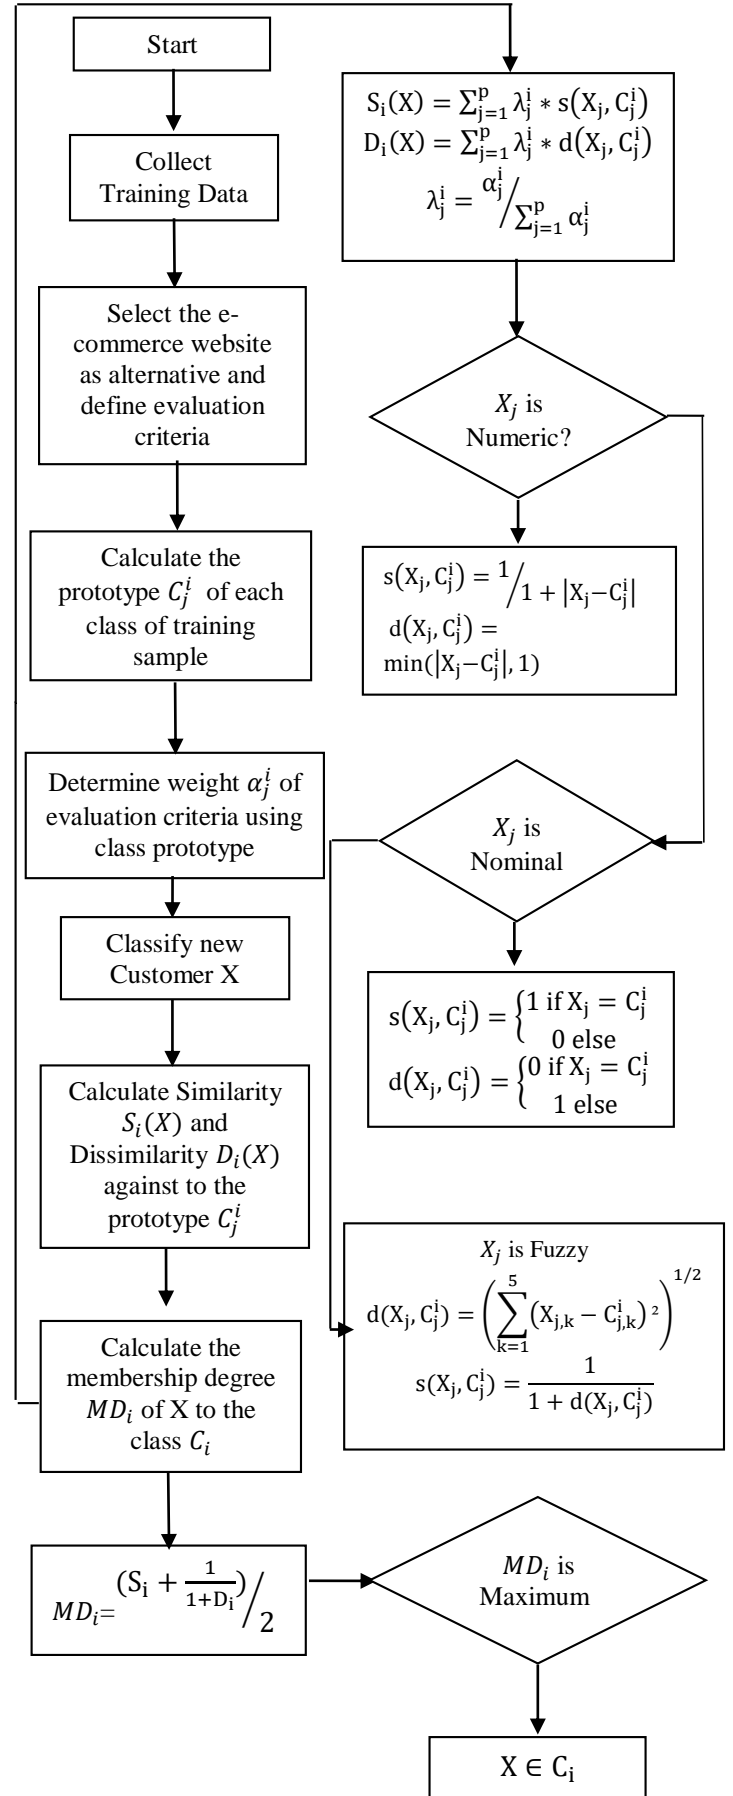 Start
Collect
Training Data
Select the e-
commerce website
as alternative and
define evaluation
criteria
Calculate the
prototype C_j^i of each
class of training
sample
Determine weight α_j^i of
evaluation criteria using
class prototype
Classify new
Customer X
Calculate Similarity
S_i(X) and
Dissimilarity D_i(X)
against to the
prototype C_j^i
Calculate the
membership degree
MD_i of X to the
class C_i
MD_i=(S_i + 1/(1+D_i))/2
S_i(X) = ∑_{j=1}^p λ_j^i ∗ s(X_j, C_j^i)
D_i(X) = ∑_{j=1}^p λ_j^i ∗ d(X_j, C_j^i)
λ_j^i = α_j^i/∑_{j=1}^p α_j^i
X_j is
Numeric?
s(X_j, C_j^i) = 1/1 + |X_j−C_j^i|
d(X_j, C_j^i) =
min(|X_j−C_j^i|, 1)
X_j is
Nominal
s(X_j, C_j^i) = {1 if X_j = C_j^i
0 else
d(X_j, C_j^i) = {0 if X_j = C_j^i
1 else
X_j is Fuzzy
d(X_j, C_j^i) = (∑_{k=1}^5 (X_{j,k} − C_{j,k}^i)²)^{1/2}
s(X_j, C_j^i) = 1/(1 + d(X_j, C_j^i))
MD_i is
Maximum
X ∈ C_i